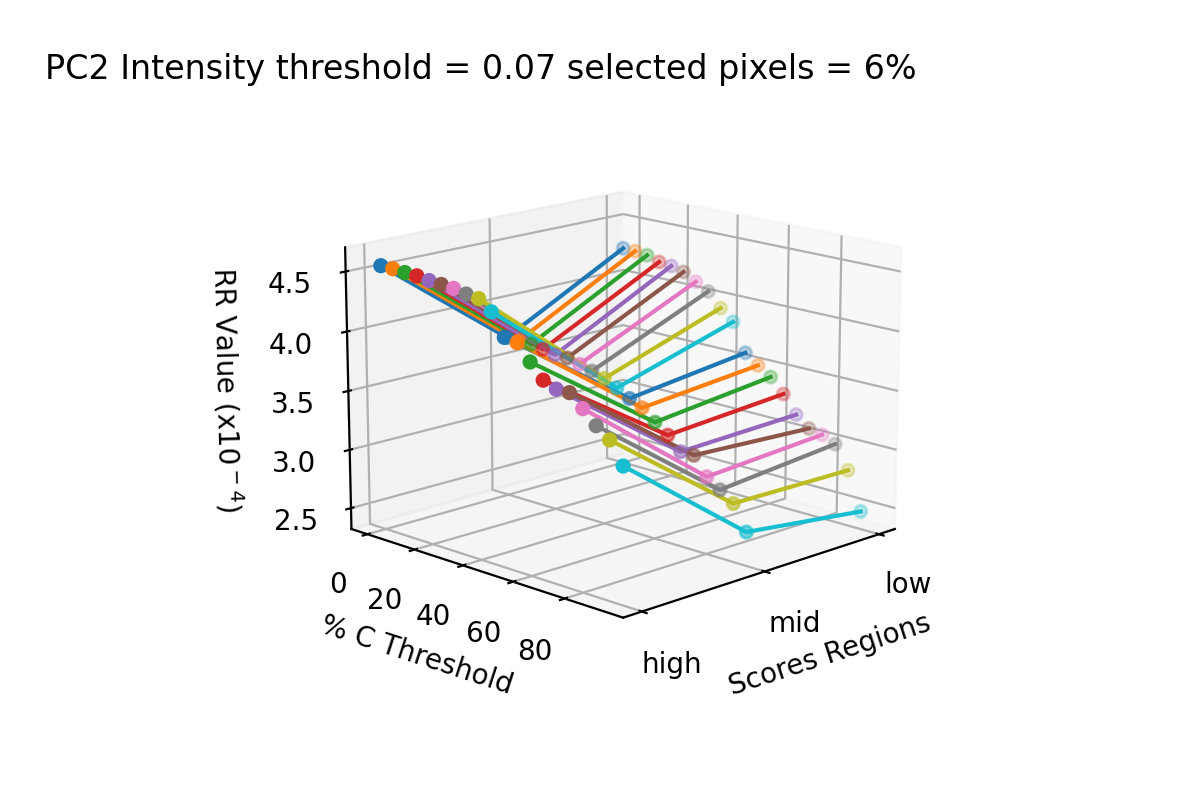 PC2 Intensity threshold = 0.07 selected pixels = 6%
4.5
4.0
3.5
3.0
2.5
RR Value (x10⁻⁴)
0
20
40
60
80
% C Threshold
high
mid
low
Scores Regions